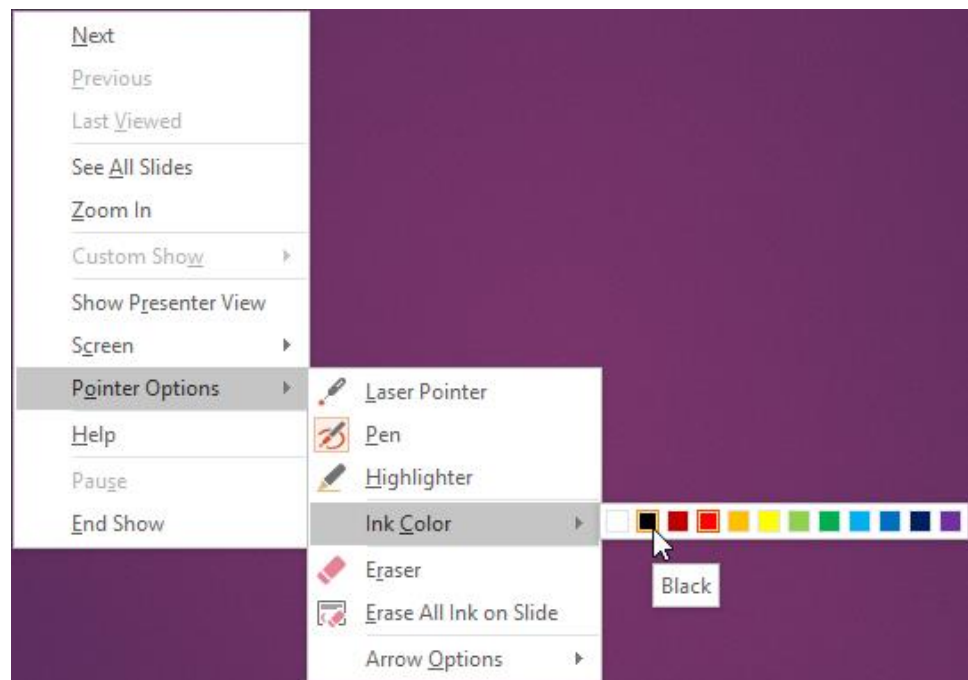 Next
Previous
Last Viewed
See All Slides
Zoom In
Custom Show
Show Presenter View
Screen
Pointer Options
Help
Pause
End Show
Laser Pointer
Pen
Highlighter
Ink Color
Eraser
Erase All Ink on Slide
Arrow Options
Black